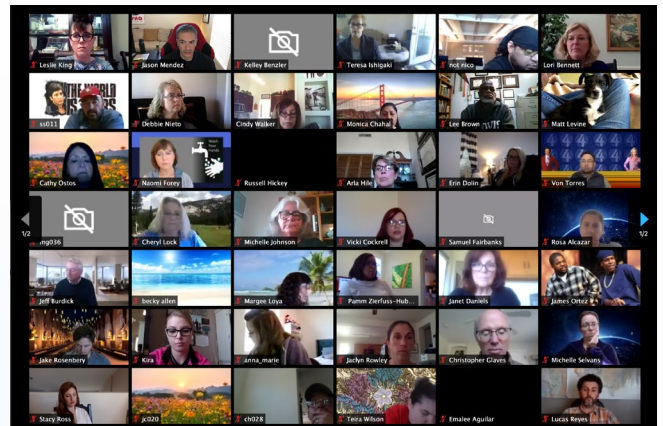 Leslie King
Jason Mendez
Kelley Benzler
Teresa Ishigaki
not nico
Lori Bennett
ss011
Debbie Nieto
Cindy Walker
Monica Chahal
Lee Brown
Matt Levine
Cathy Ostos
Naomi Forey
Russell Hickey
Arla Hile
Erin Dolin
Von Torres
1/2
mg036
Cheryl Lock
Michelle Johnson
Vicki Cockrell
Samuel Fairbanks
Rosa Alcazar
1/2
Jeff Burdick
becky allen
Margee Loya
Pamm Zierfuss-Hub...
Janet Daniels
James Ortez
Jake Rosenbery
Kira
anna_marie
Jaclyn Rowley
Christopher Glaves
Michelle Selvans
Stacy Ross
jc020
ch028
Teira Wilson
Emalee Aguilar
Lucas Reyes